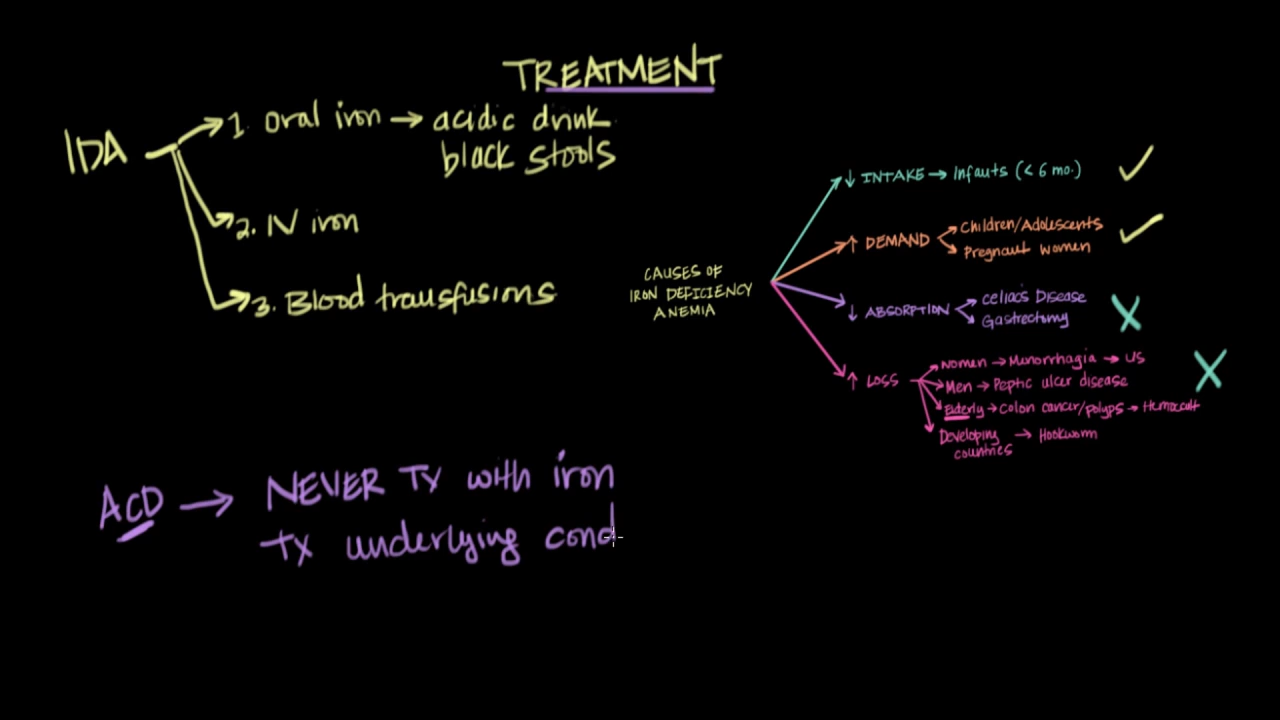 TREATMENT
IDA
1. Oral iron → acidic drink
black stools
2. IV iron
3. Blood transfusions
CAUSES OF
IRON DEFICIENCY
ANEMIA
↓ INTAKE → Infants (< 6 mo.)
↑ DEMAND
Children/Adolescents
Pregnant women
↓ ABSORPTION
Celiac's Disease
Gastrectomy
↑ LOSS
Women → Menorrhagia → US
Men → Peptic ulcer disease
Elderly → Colon cancer/polyps → Hemoccult
Developing → Hookworm
countries
ACD → NEVER Tx with iron
Tx underlying cond